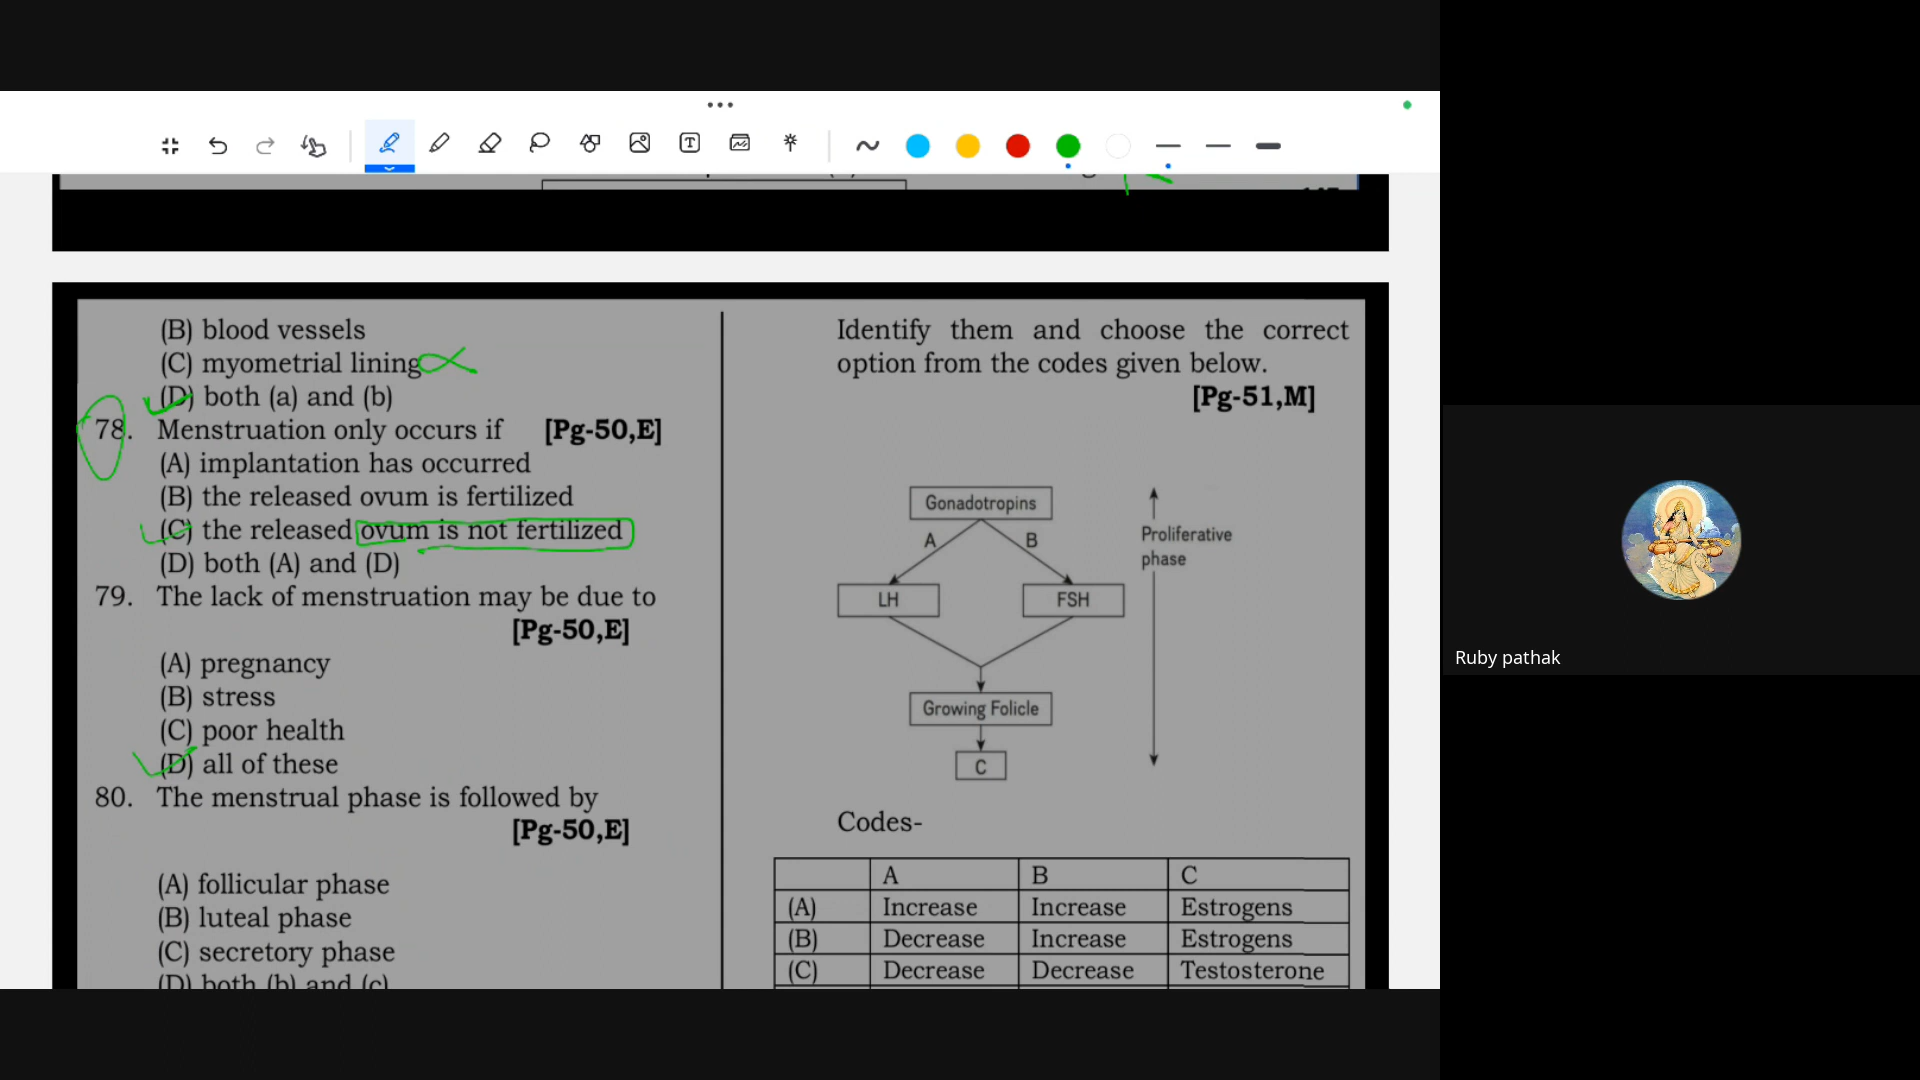 (B) blood vessels
(C) myometrial lining
(D) both (a) and (b)
78. Menstruation only occurs if [Pg-50,E]
(A) implantation has occurred
(B) the released ovum is fertilized
(C) the released ovum is not fertilized
(D) both (A) and (D)
79. The lack of menstruation may be due to
[Pg-50,E]
(A) pregnancy
(B) stress
(C) poor health
(D) all of these
80. The menstrual phase is followed by
[Pg-50,E]
(A) follicular phase
(B) luteal phase
(C) secretory phase
(D) both (b) and (c)
Identify them and choose the correct
option from the codes given below.
[Pg-51,M]
Gonadotropins
A B
Proliferative
phase
LH FSH
Growing Folicle
C
Codes-
A B C
(A) Increase Increase Estrogens
(B) Decrease Increase Estrogens
(C) Decrease Decrease Testosterone
Ruby pathak